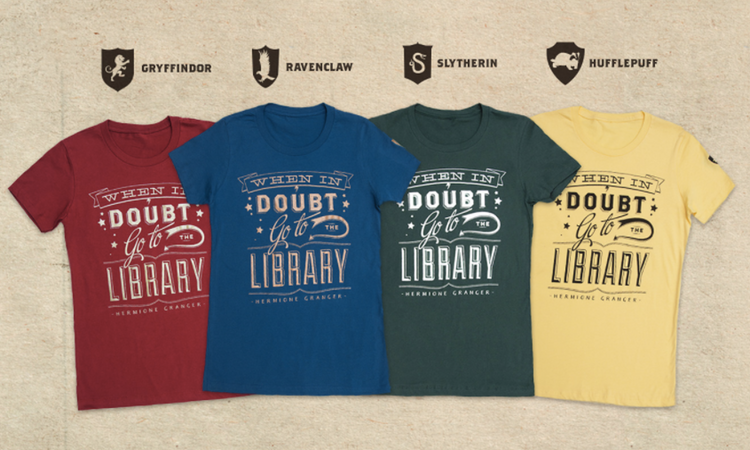 GRYFFINDOR
RAVENCLAW
SLYTHERIN
HUFFLEPUFF
WHEN IN
DOUBT
Go to THE
LIBRARY
- HERMIONE GRANGER
WHEN IN
DOUBT
Go to THE
LIBRARY
- HERMIONE GRANGER -
WHEN IN
DOUBT
Go to THE
LIBRARY
- HERMIONE GRANGER -
WHEN IN
DOUBT
Go to THE
LIBRARY
- HERMIONE GRANGER -